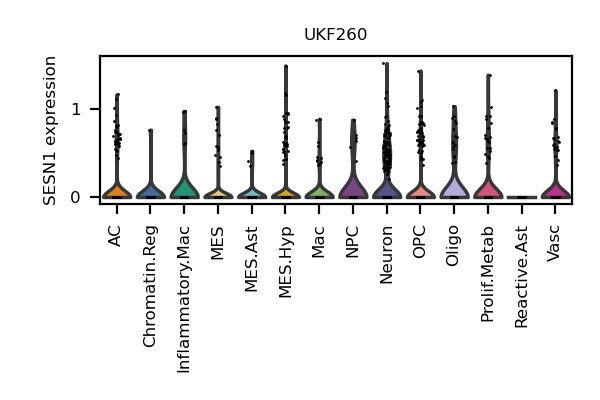 UKF260
SESN1 expression
1
0
AC
Chromatin.Reg
Inflammatory.Mac
MES
MES.Ast
MES.Hyp
Mac
NPC
Neuron
OPC
Oligo
Prolif.Metab
Reactive.Ast
Vasc